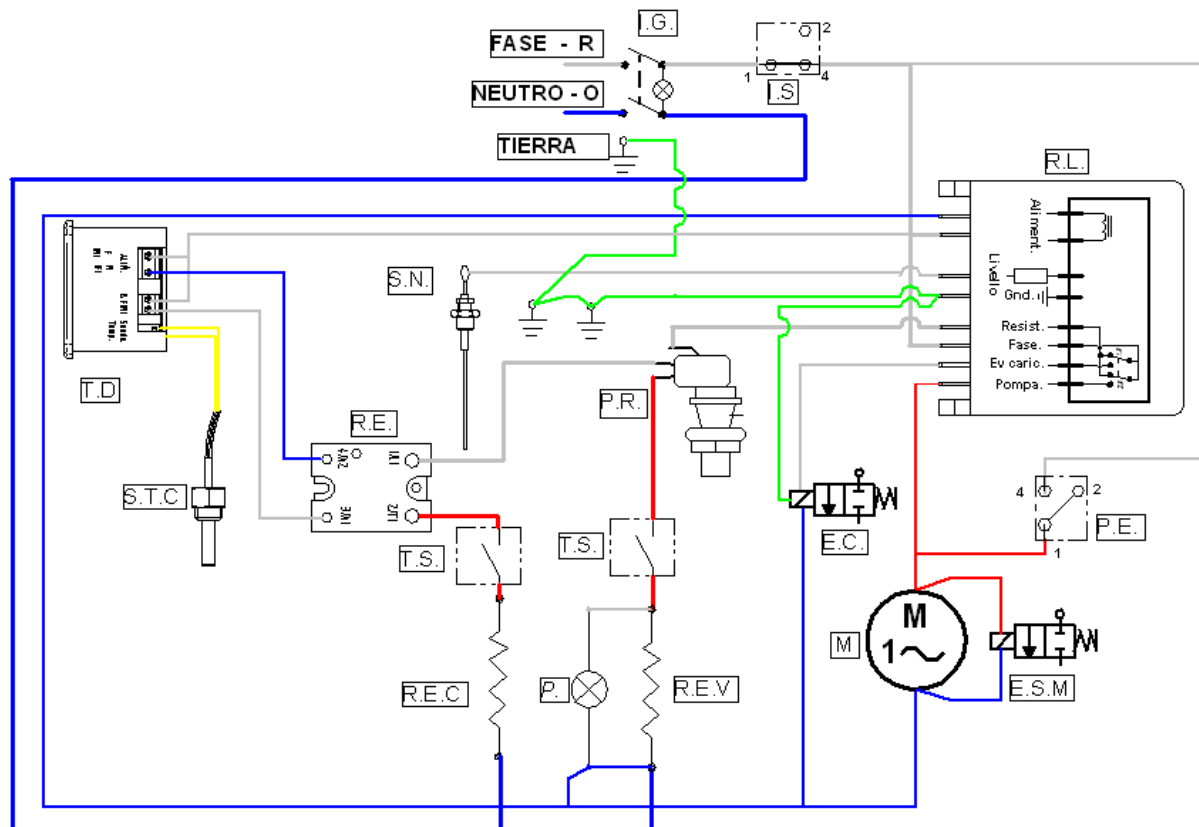 I.G.
FASE - R
2
1
4
I.S
NEUTRO - O
TIERRA
R.L.
Aliment.
Livello
Gnd.
Resist.
Fase.
Ev caric.
Pompa.
S.N.
T.D
P.R.
R.E.
S.T.C
4
2
P.E.
1
E.C.
T.S.
T.S.
M
1
M
R.E.C
P.
R.E.V
E.S.M